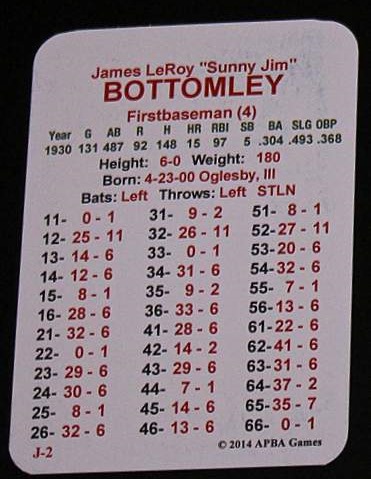 James LeRoy "Sunny Jim"
BOTTOMLEY
Firstbaseman (4)
Year G AB R H HR RBI SB BA SLG OBP
1930 131 487 92 148 15 97 5 .304 .493 .368
Height: 6-0 Weight: 180
Born: 4-23-00 Oglesby, Ill
Bats: Left Throws: Left STLN
11- 0 - 1 31- 9 - 2 51- 8 - 1
12- 25 - 11 32- 26 - 11 52- 27 - 11
13- 14 - 6 33- 0 - 1 53- 20 - 6
14- 12 - 6 34- 31 - 6 54- 32 - 6
15- 8 - 1 35- 9 - 2 55- 7 - 1
16- 28 - 6 36- 33 - 6 56- 13 - 6
21- 32 - 6 41- 28 - 6 61- 22 - 6
22- 0 - 1 42- 14 - 2 62- 41 - 6
23- 29 - 6 43- 29 - 6 63- 31 - 6
24- 30 - 6 44- 7 - 1 64- 37 - 2
25- 8 - 1 45- 14 - 6 65- 35 - 7
26- 32 - 6 46- 13 - 6 66- 0 - 1
J-2 © 2014 APBA Games